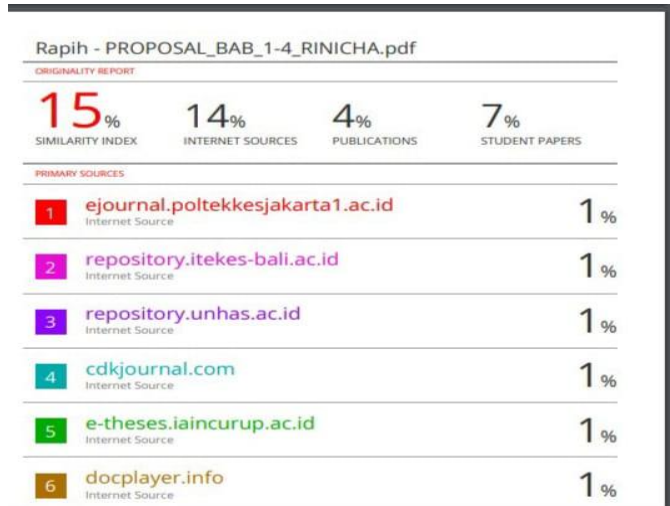 Rapih - PROPOSAL_BAB_1-4_RINICHA.pdf
ORIGINALITY REPORT
15% 14% 4% 7%
SIMILARITY INDEX INTERNET SOURCES PUBLICATIONS STUDENT PAPERS
PRIMARY SOURCES
1 ejournal.poltekkesjakarta1.ac.id 1%
Internet Source
2 repository.itekes-bali.ac.id 1%
Internet Source
3 repository.unhas.ac.id 1%
Internet Source
4 cdkjournal.com 1%
Internet Source
5 e-theses.iaincurup.ac.id 1%
Internet Source
6 docplayer.info 1%
Internet Source